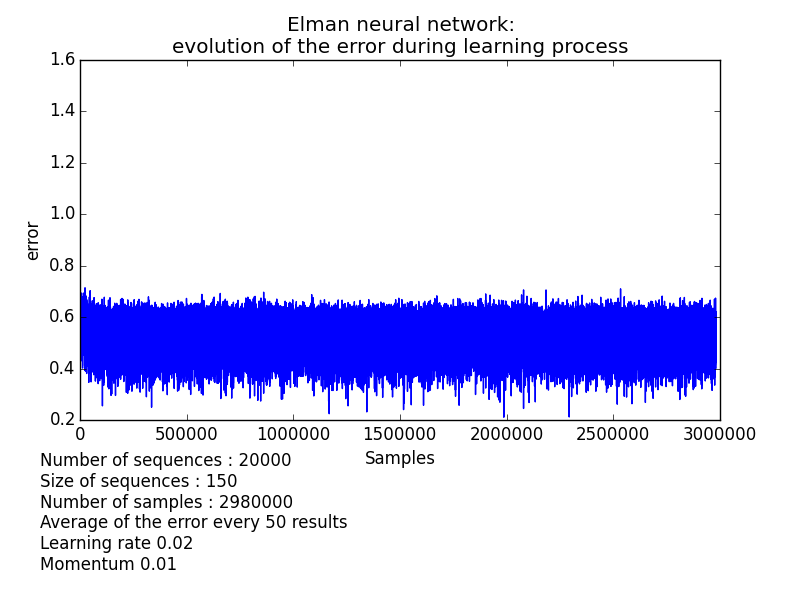 Elman neural network:
evolution of the error during learning process
1.6
1.4
1.2
1.0
0.8
0.6
0.4
0.2
error
0 500000 1000000 1500000 2000000 2500000 3000000
Samples
Number of sequences : 20000
Size of sequences : 150
Number of samples : 2980000
Average of the error every 50 results
Learning rate 0.02
Momentum 0.01